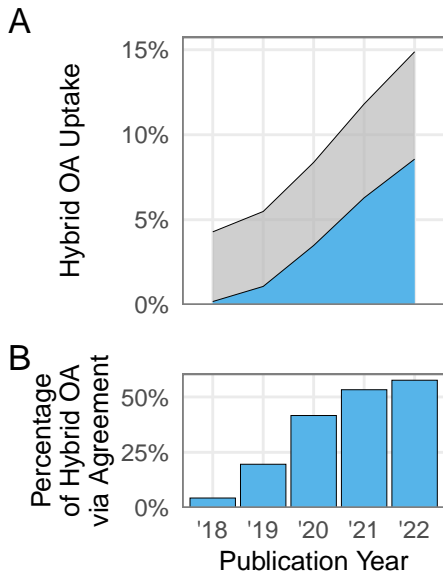 A
Hybrid OA Uptake
15%
10%
5%
0%
B
Percentage
of Hybrid OA
via Agreement
50%
25%
0%
'18 '19 '20 '21 '22
Publication Year